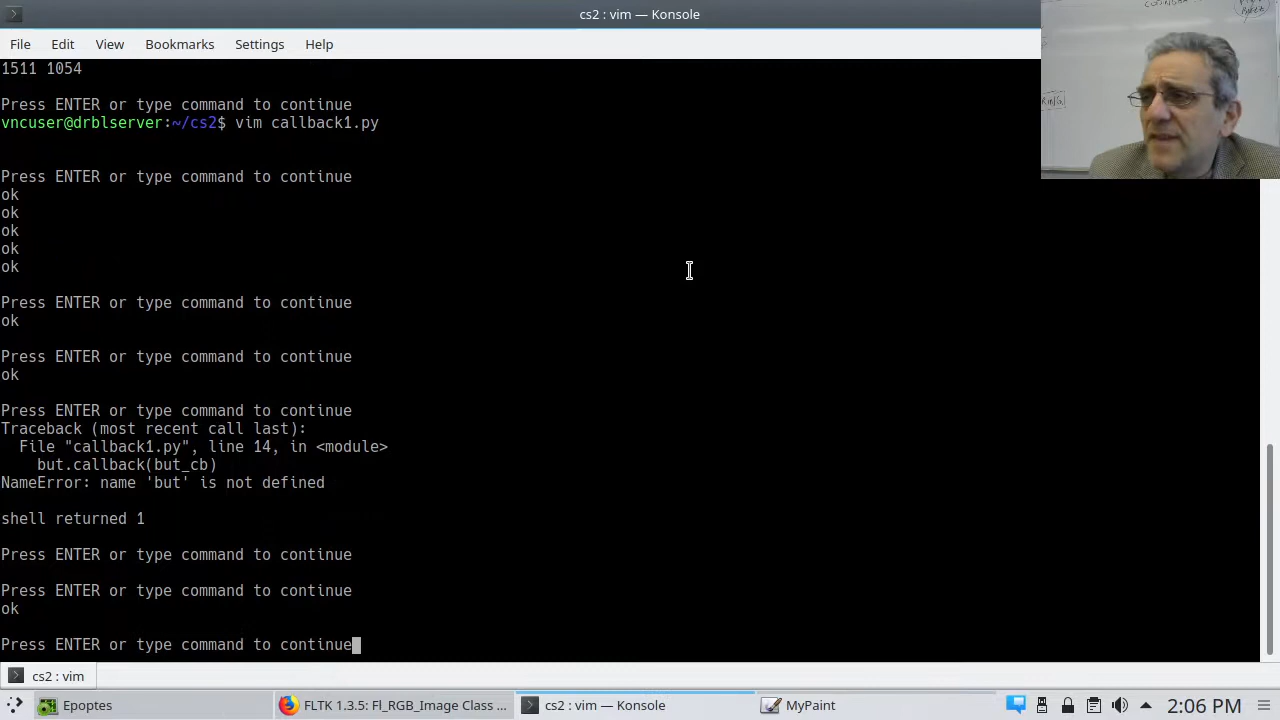 cs2 : vim — Konsole
File Edit View Bookmarks Settings Help
1511 1054
Press ENTER or type command to continue
vncuser@drblserver:~/cs2$ vim callback1.py
Press ENTER or type command to continue
ok
ok
ok
ok
ok
Press ENTER or type command to continue
ok
Press ENTER or type command to continue
ok
Press ENTER or type command to continue
Traceback (most recent call last):
File "callback1.py", line 14, in <module>
but.callback(but_cb)
NameError: name 'but' is not defined
shell returned 1
Press ENTER or type command to continue
Press ENTER or type command to continue
ok
Press ENTER or type command to continue
cs2 : vim
Epoptes FLTK 1.3.5: Fl_RGB_Image Class ... cs2 : vim — Konsole MyPaint 2:06 PM